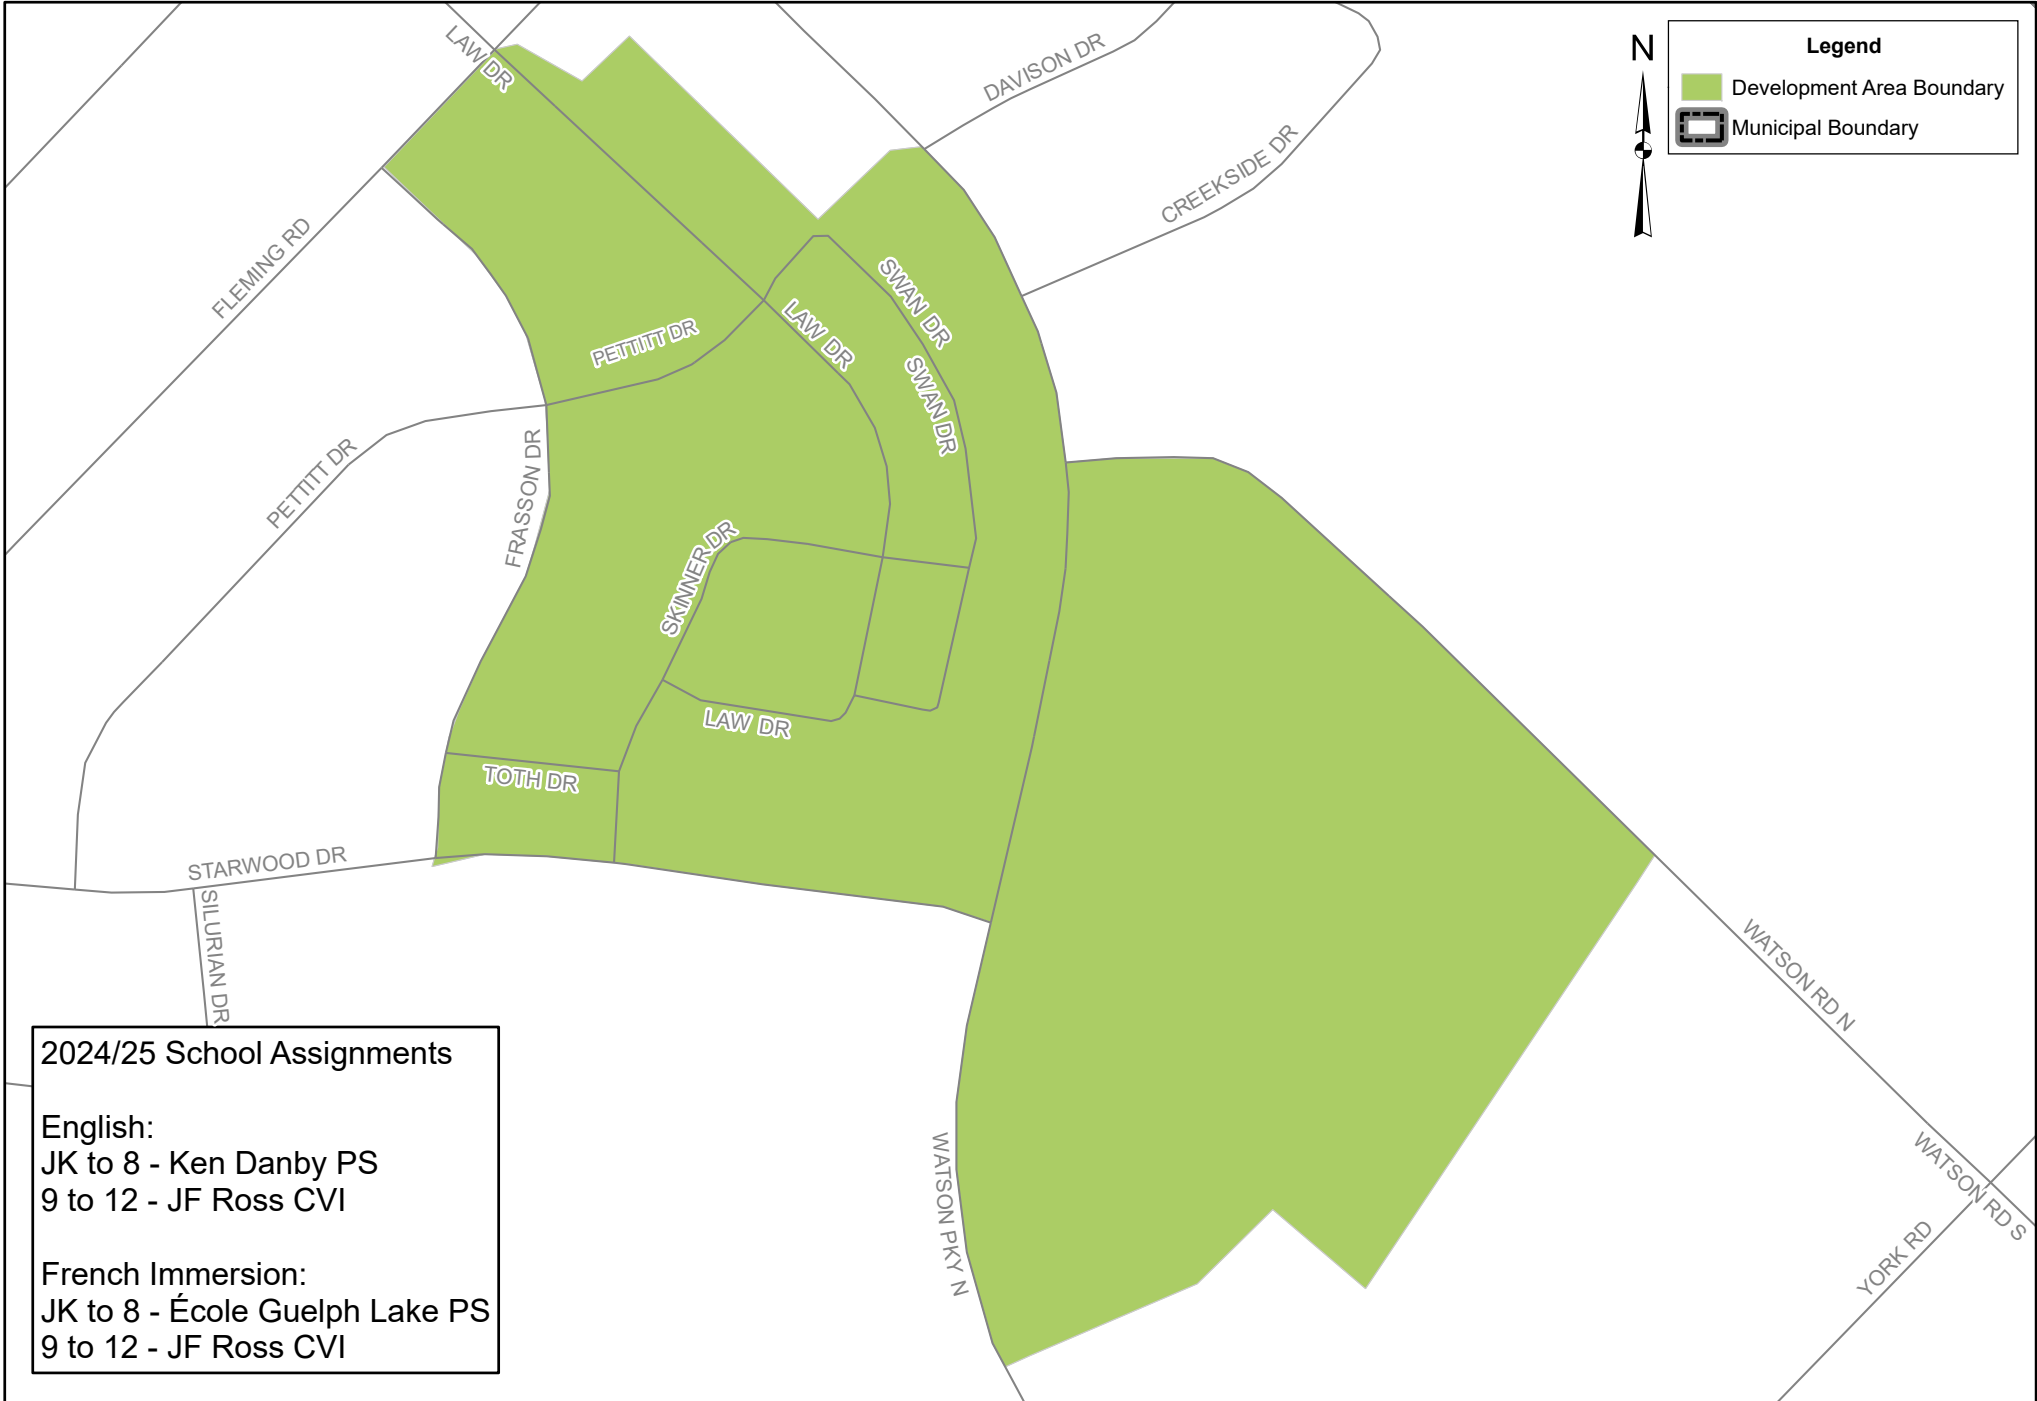 LAW DR
DAVISON DR
CREEKSIDE DR
N
Legend
Development Area Boundary
Municipal Boundary
FLEMING RD
SWAN DR
LAW DR
PETTITT DR
SWAN DR
PETTITT DR
FRASSON DR
SKINNER DR
LAW DR
TOTH DR
STARWOOD DR
SILURIAN DR
WATSON RD N
WATSON RD S
YORK RD
WATSON PKY N
2024/25 School Assignments
English:
JK to 8 - Ken Danby PS
9 to 12 - JF Ross CVI
French Immersion:
JK to 8 - École Guelph Lake PS
9 to 12 - JF Ross CVI